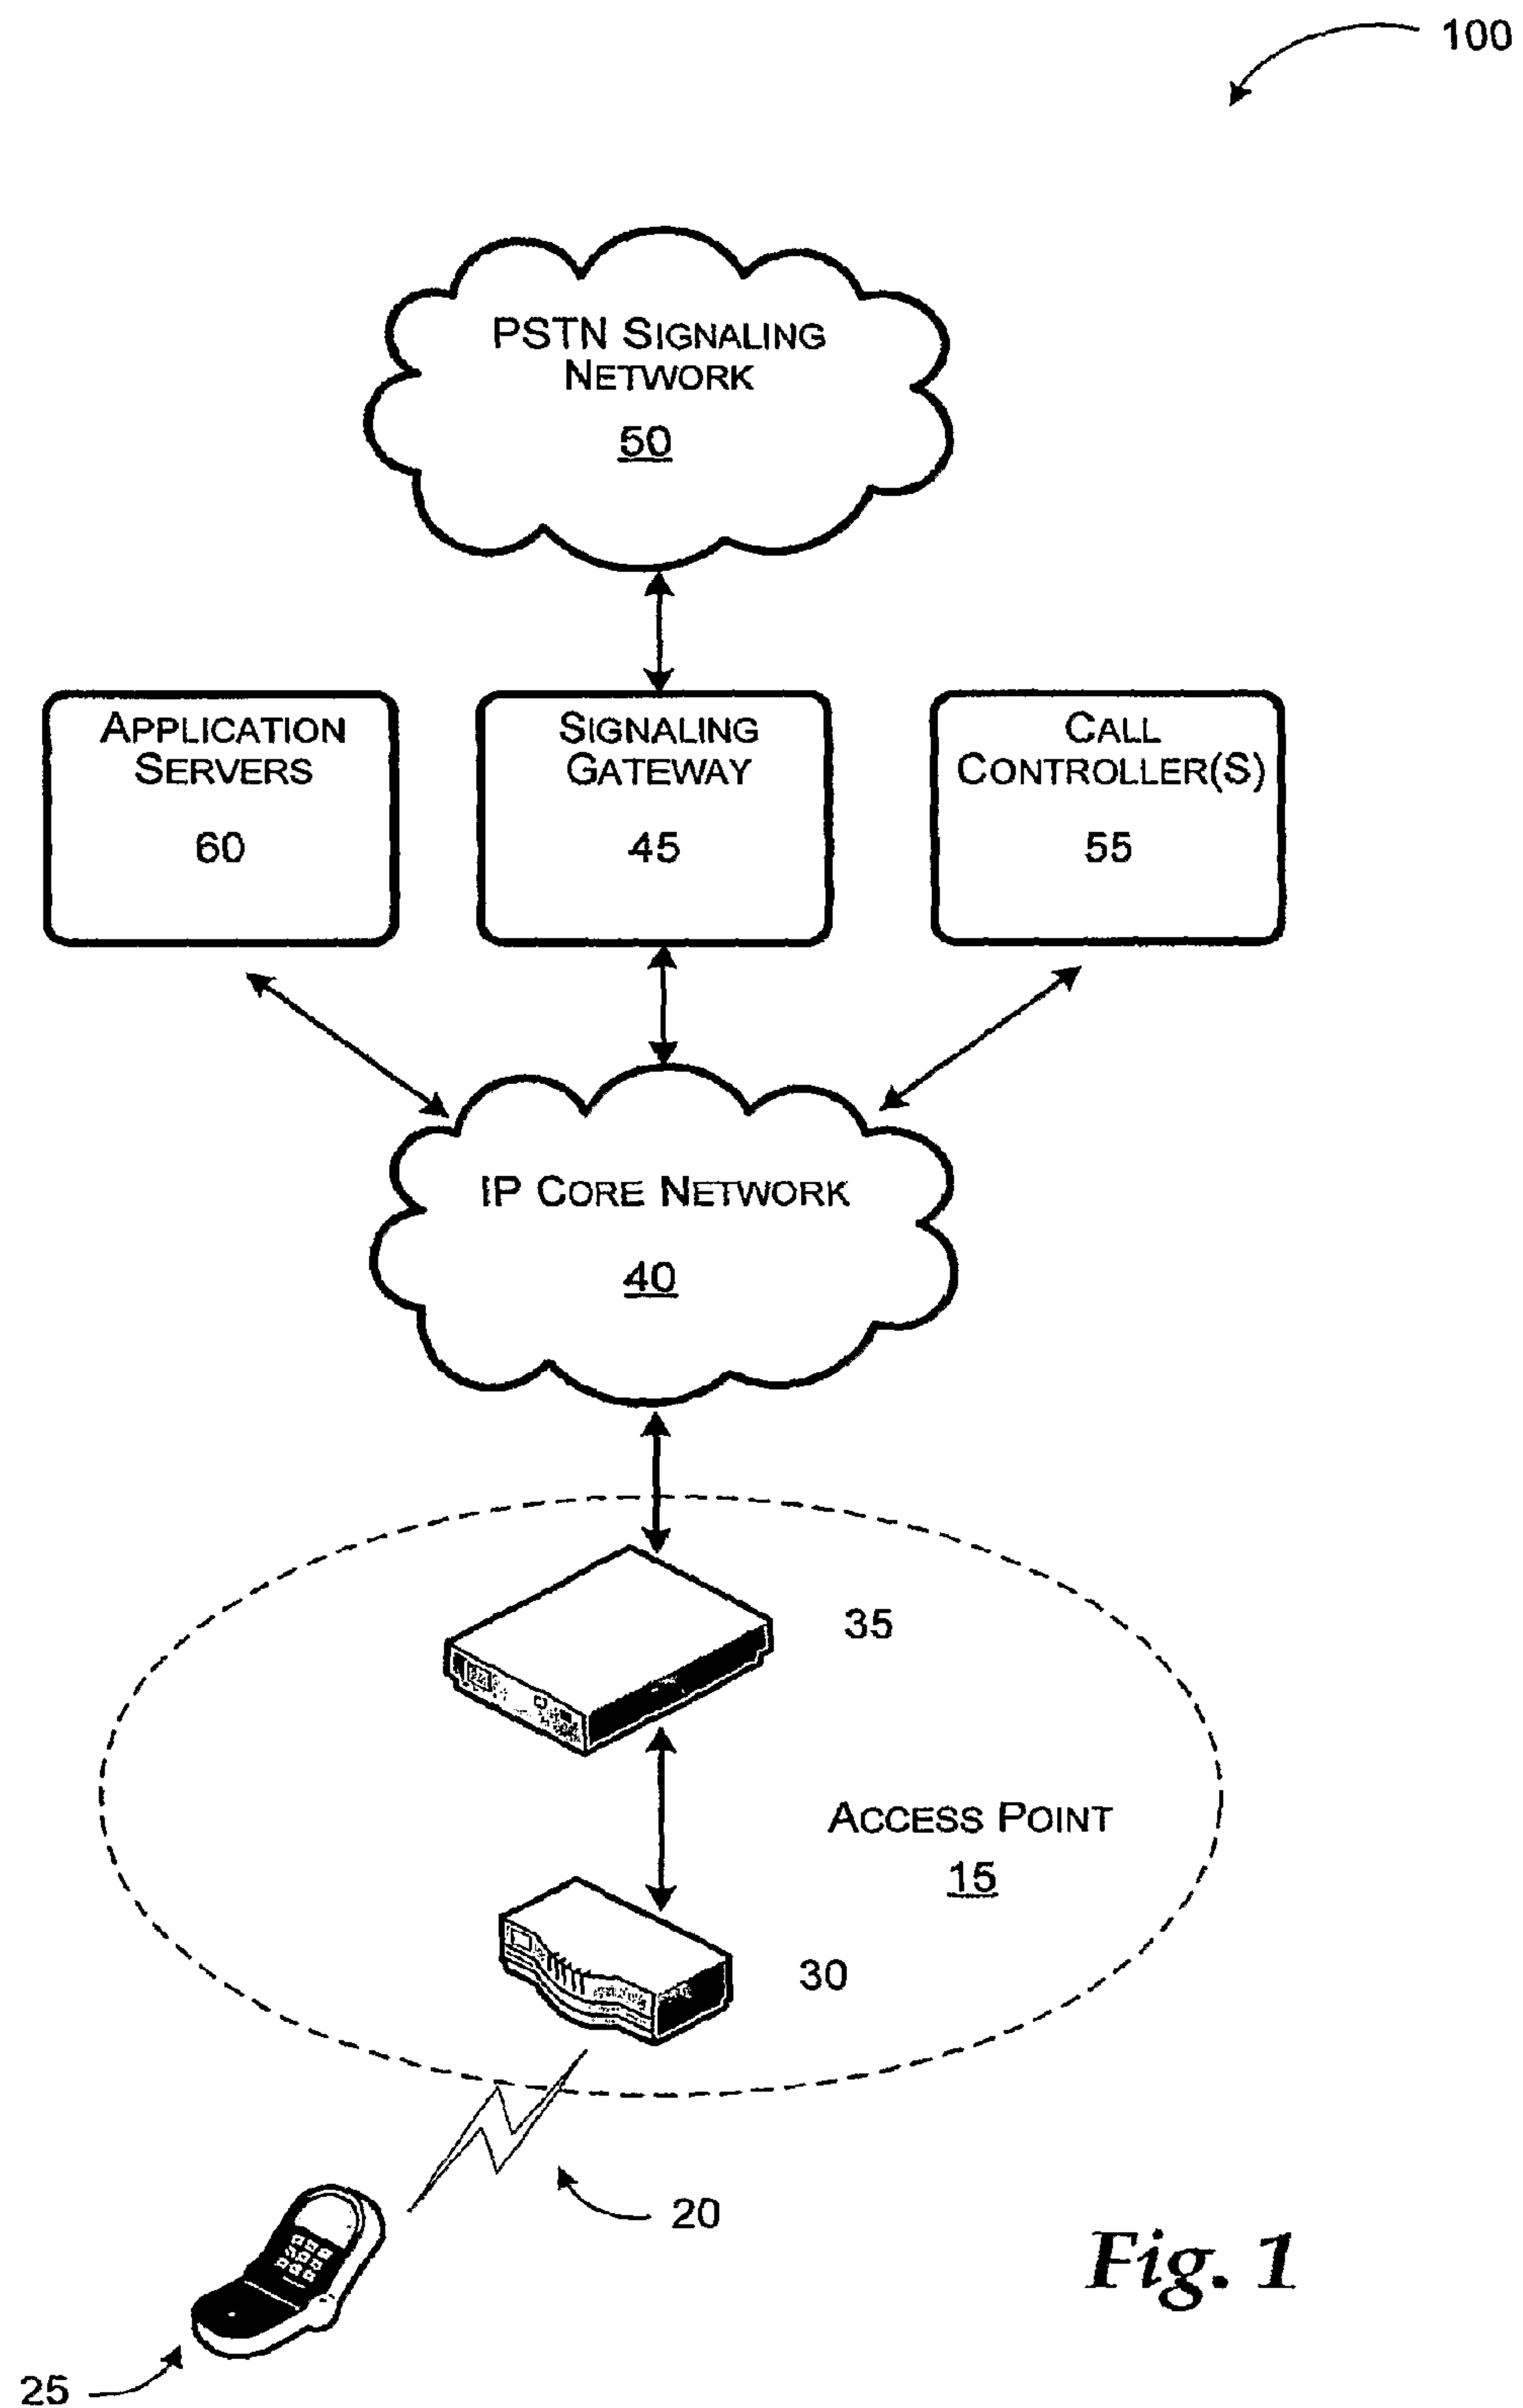 100
PSTN SIGNALING
NETWORK
50
APPLICATION
SERVERS
60
SIGNALING
GATEWAY
45
CALL
CONTROLLER(S)
55
IP CORE NETWORK
40
35
ACCESS POINT
15
30
20
25
Fig. 1